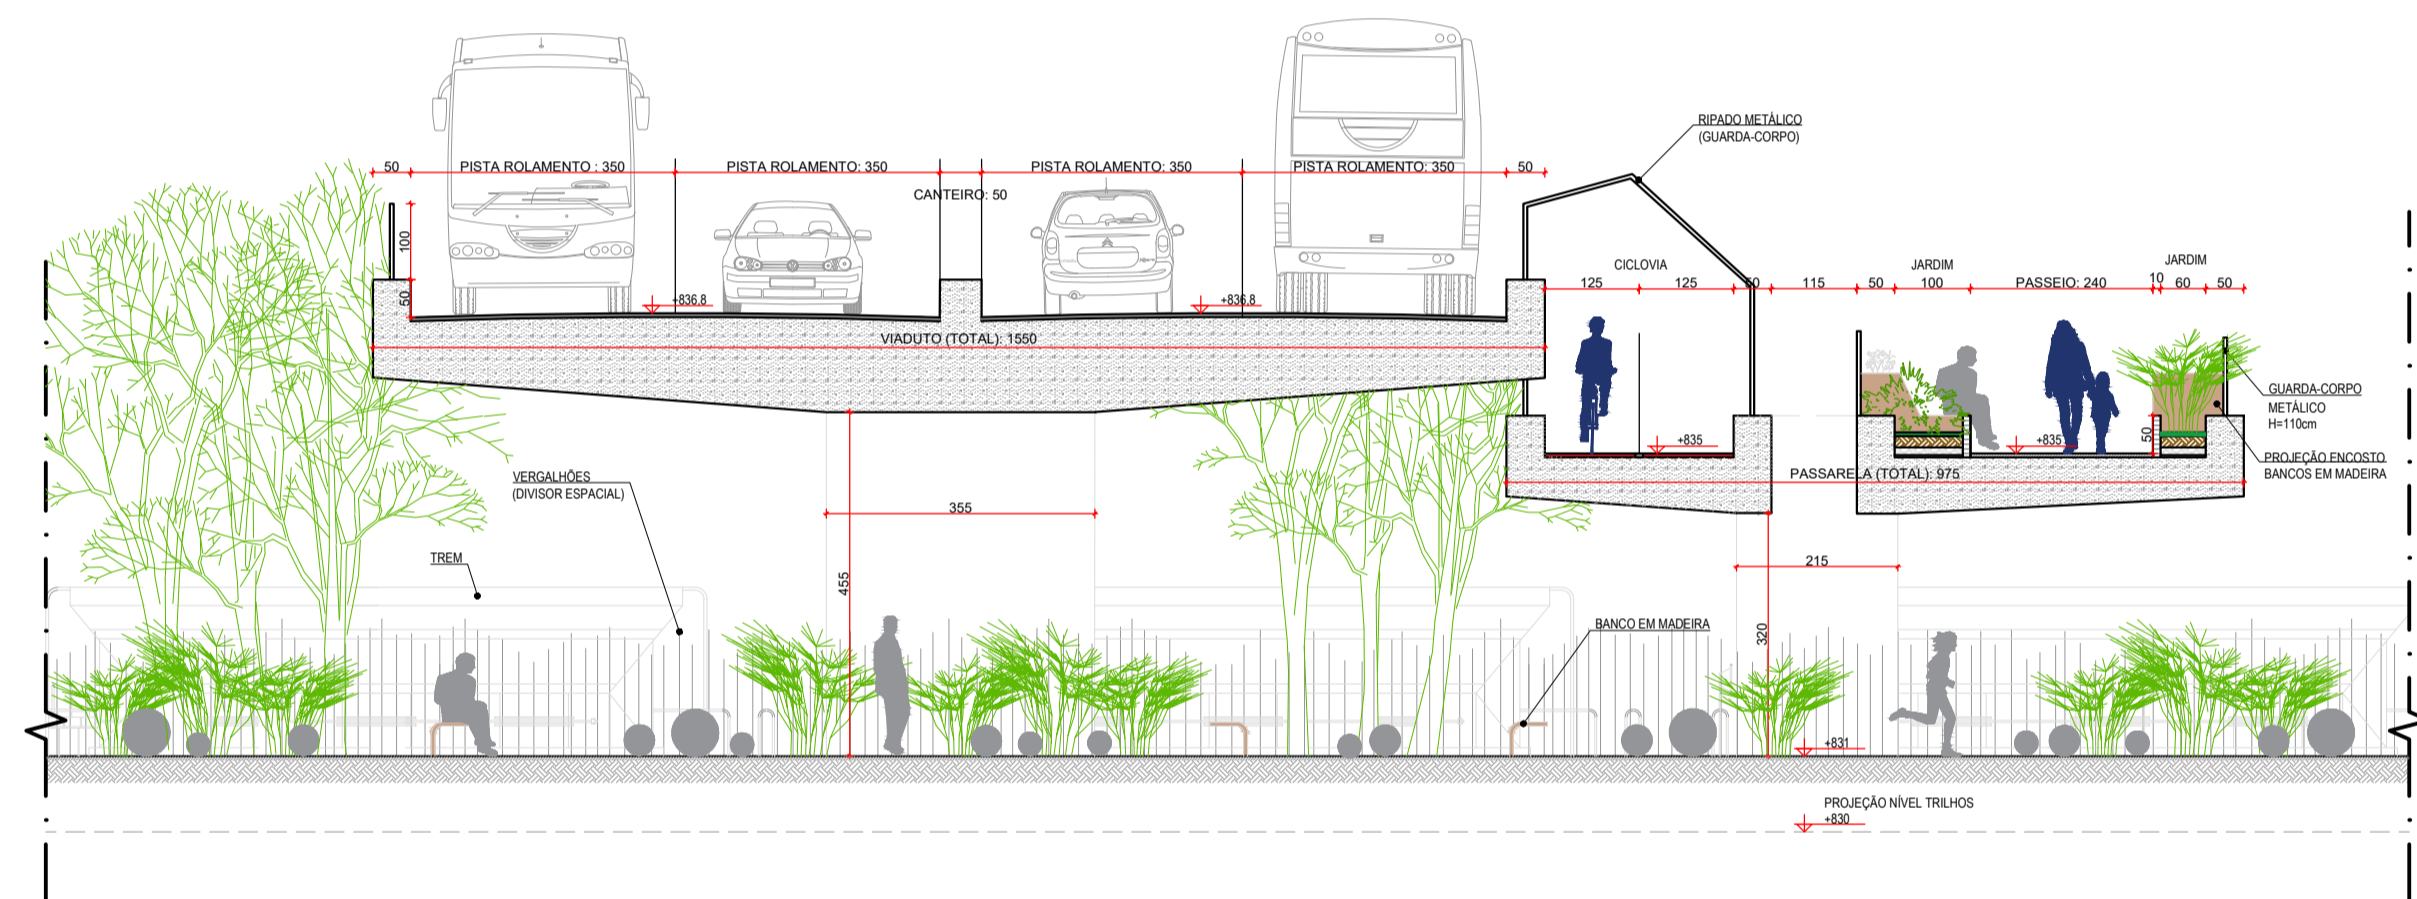 RIPADO METÁLICO
(GUARDA-CORPO)
50
PISTA ROLAMENTO : 350
PISTA ROLAMENTO: 350
PISTA ROLAMENTO: 350
PISTA ROLAMENTO: 350
50
CANTEIRO: 50
100
50
+836.8
+836.8
VIADUTO (TOTAL): 1550
CICLOVIA
JARDIM
JARDIM
125
125
50
115
50
100
PASSEIO: 240
10
60
50
+835
+835
50
PASSARELA (TOTAL): 975
GUARDA-CORPO
METÁLICO
H=110cm
PROJEÇÃO ENCOSTO
BANCOS EM MADEIRA
VERGALHÕES
(DIVISOR ESPACIAL)
355
TREM
455
215
320
BANCO EM MADEIRA
+831
PROJEÇÃO NÍVEL TRILHOS
+830